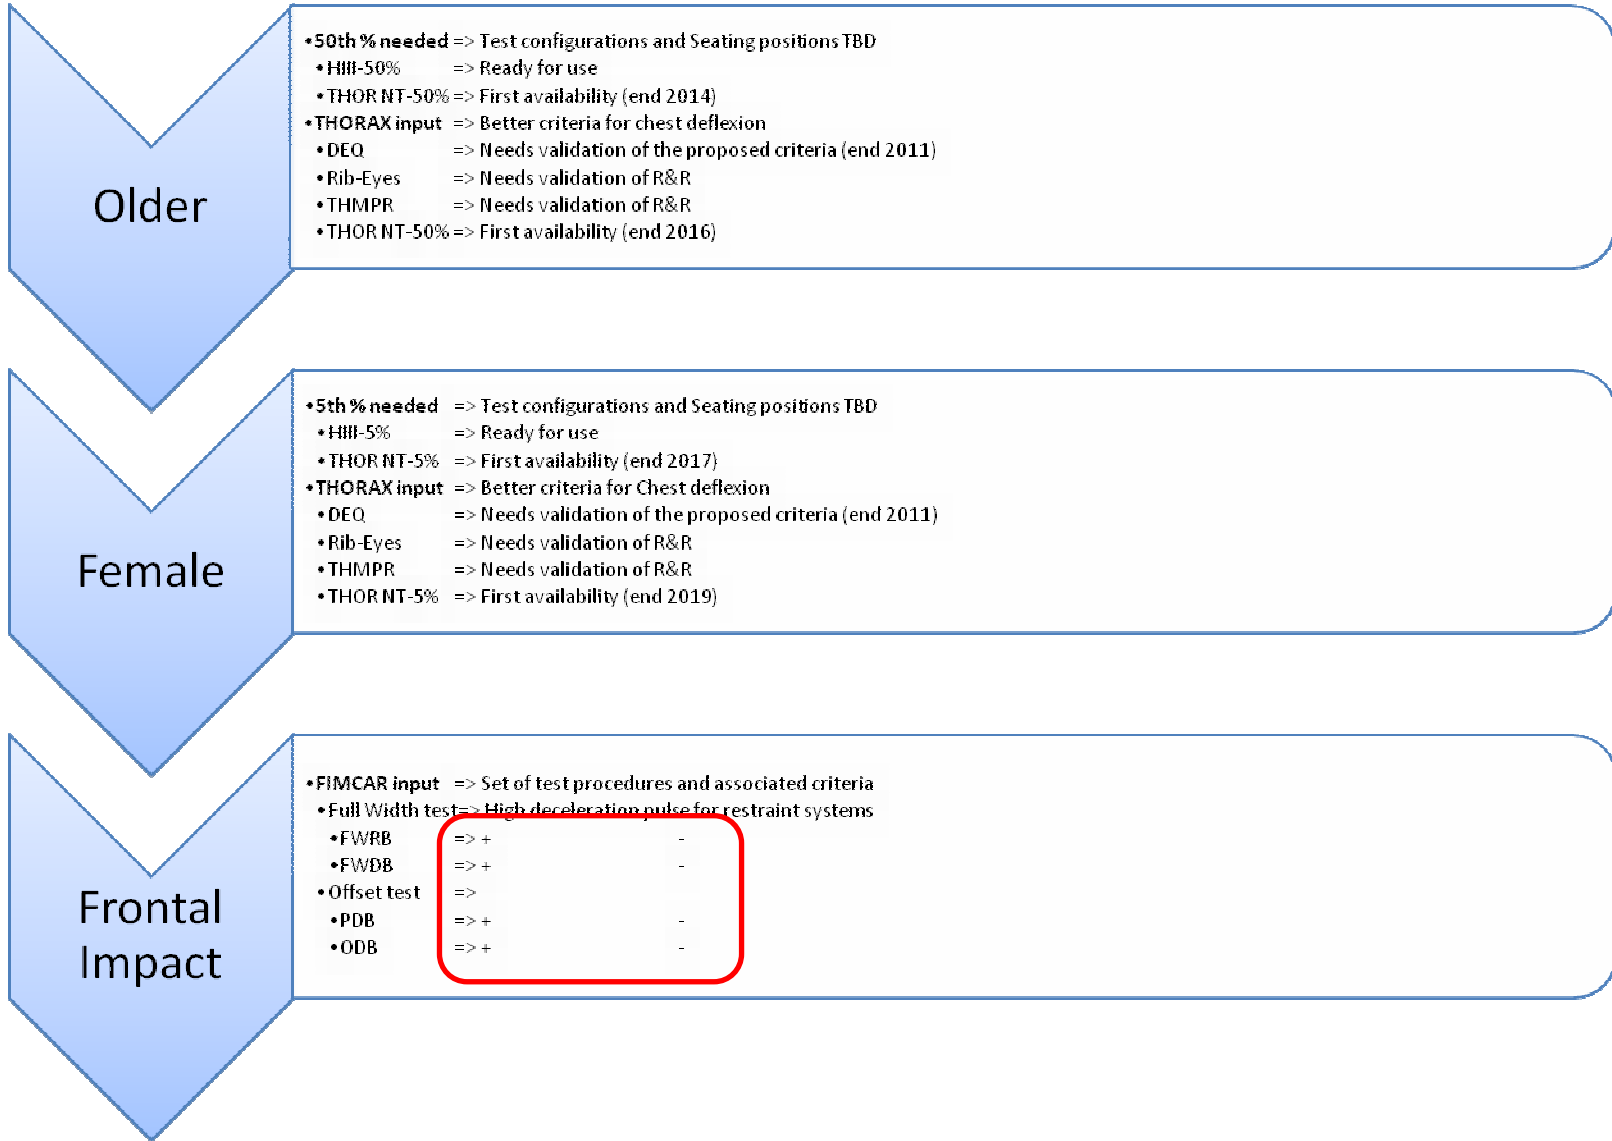 Older
•50th % needed => Test configurations and Seating positions TBD
•HIII-50% => Ready for use
•THOR NT-50% => First availability (end 2014)
•THORAX input => Better criteria for chest deflexion
•DEQ => Needs validation of the proposed criteria (end 2011)
•Rib-Eyes => Needs validation of R&R
•THMPR => Needs validation of R&R
•THOR NT-50% => First availability (end 2016)
Female
•5th % needed => Test configurations and Seating positions TBD
•HIII-5% => Ready for use
•THOR NT-5% => First availability (end 2017)
•THORAX input => Better criteria for Chest deflexion
•DEQ => Needs validation of the proposed criteria (end 2011)
•Rib-Eyes => Needs validation of R&R
•THMPR => Needs validation of R&R
•THOR NT-5% => First availability (end 2019)
Frontal
Impact
•FIMCAR input => Set of test procedures and associated criteria
•Full Width test=> High deceleration pulse for restraint systems
•FWRB => + -
•FWDB => + -
•Offset test =>
•PDB => + -
•ODB => + -